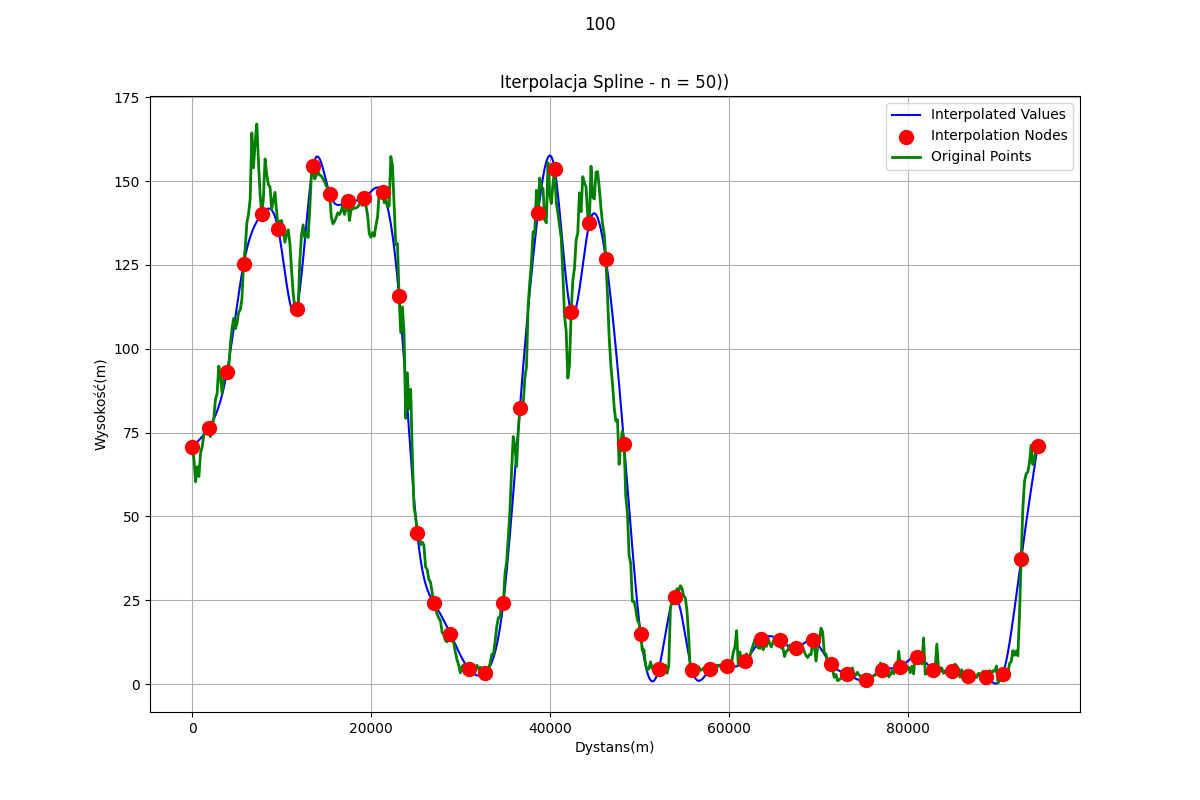 100
Iterpolacja Spline - n = 50))
Interpolated Values
Interpolation Nodes
Original Points
175
150
125
100
75
50
25
0
Wysokość(m)
0 20000 40000 60000 80000
Dystans(m)